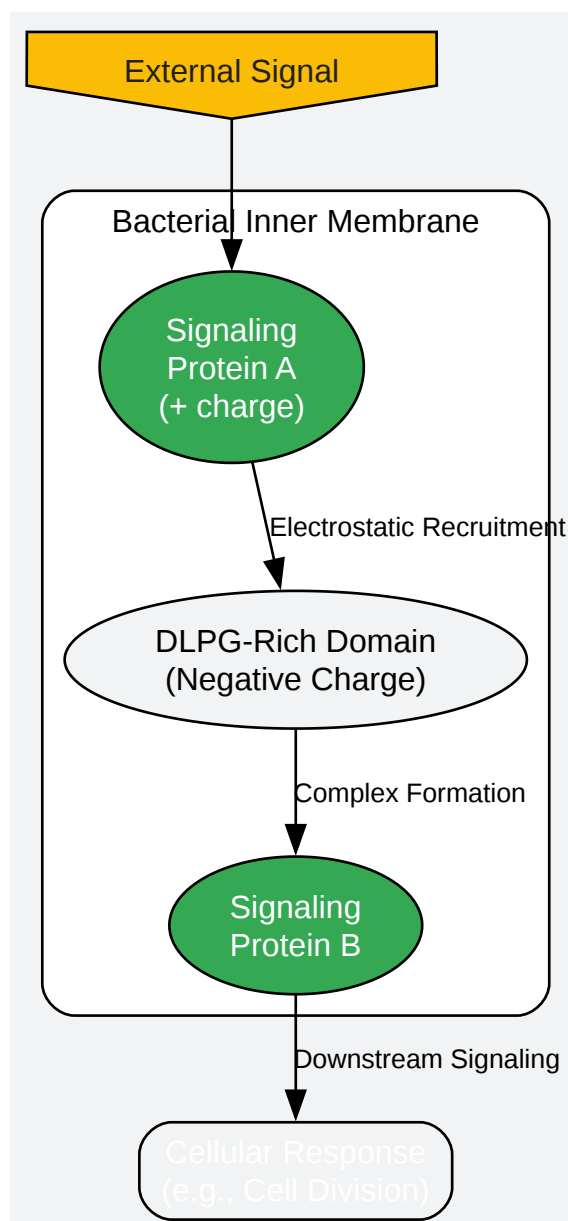 External Signal
Bacterial Inner Membrane
Signaling
Protein A
(+ charge)
Electrostatic Recruitment
DLPG-Rich Domain
(Negative Charge)
Complex Formation
Signaling
Protein B
Downstream Signaling
Cellular Response
(e.g., Cell Division)